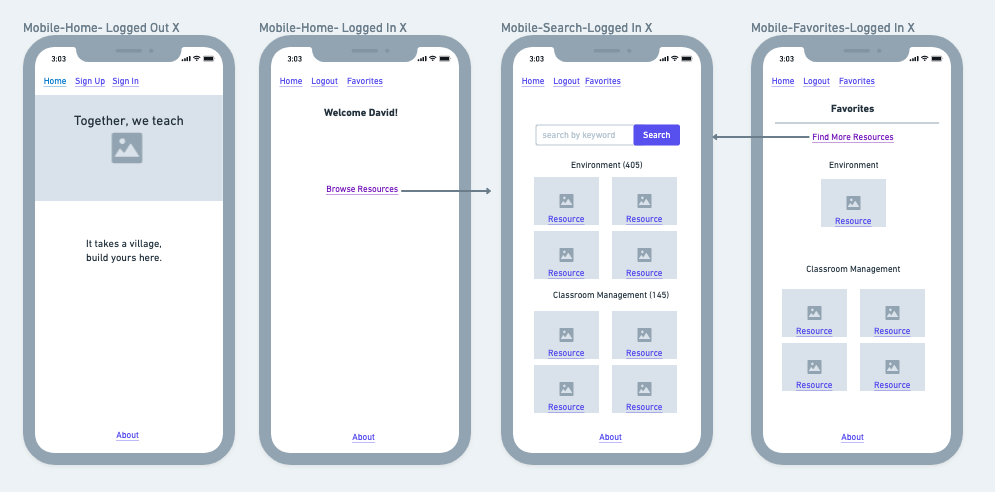 Mobile-Home- Logged Out X
3:03
Home Sign Up Sign In
Together, we teach
It takes a village,
build yours here.
About
Mobile-Home- Logged In X
3:03
Home Logout Favorites
Welcome David!
Browse Resources
About
Mobile-Search-Logged In X
3:03
Home Logout Favorites
search by keyword Search
Environment (405)
Resource Resource
Resource Resource
Classroom Management (145)
Resource Resource
Resource Resource
About
Mobile-Favorites-Logged In X
3:03
Home Logout Favorites
Favorites
Find More Resources
Environment
Resource
Classroom Management
Resource Resource
Resource Resource
About